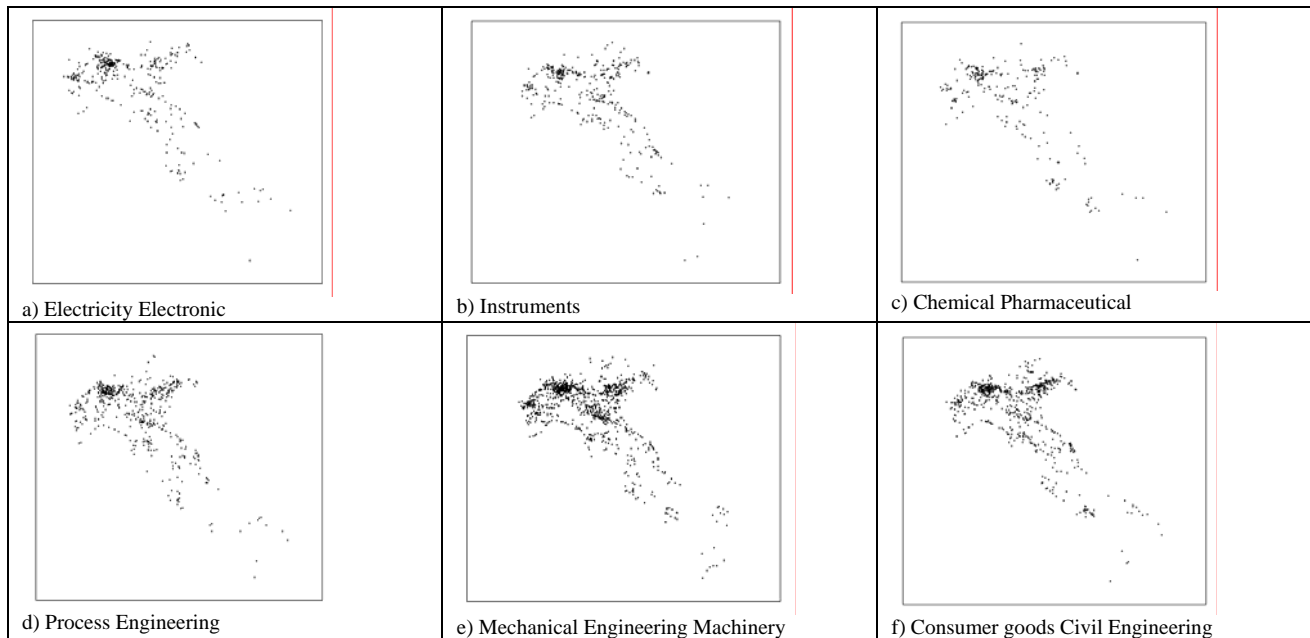 a) Electricity Electronic
b) Instruments
c) Chemical Pharmaceutical
d) Process Engineering
e) Mechanical Engineering Machinery
f) Consumer goods Civil Engineering